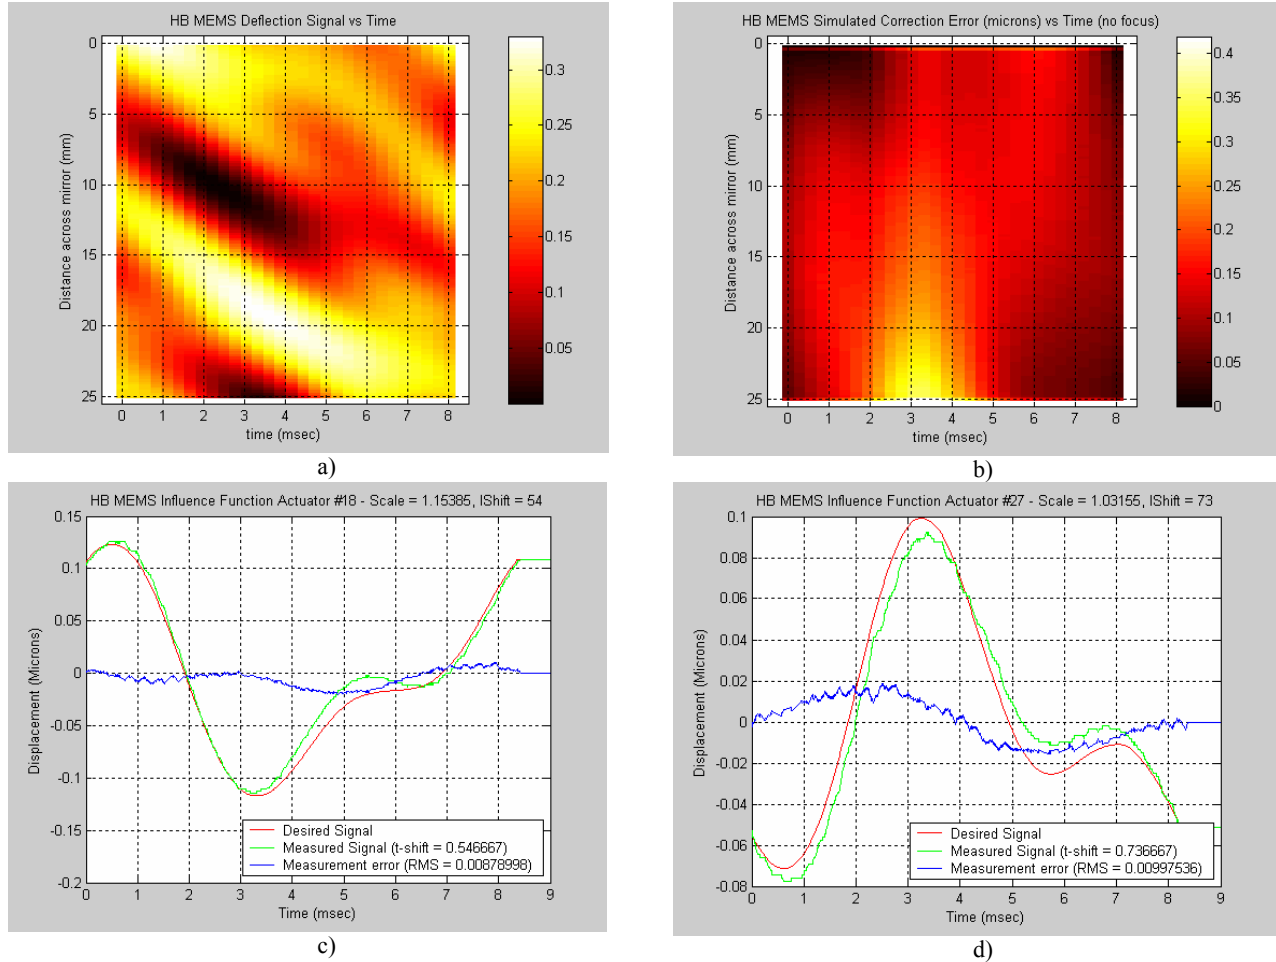 HB MEMS Deflection Signal vs Time
0
5
10
15
20
25
Distance across mirror (mm)
0 1 2 3 4 5 6 7 8
time (msec)
0.3
0.25
0.2
0.15
0.1
0.05
a)
HB MEMS Simulated Correction Error (microns) vs Time (no focus)
0
5
10
15
20
25
Distance across mirror (mm)
0 1 2 3 4 5 6 7 8
time (msec)
0.4
0.35
0.3
0.25
0.2
0.15
0.1
0.05
0
b)
HB MEMS Influence Function Actuator #18 - Scale = 1.15385, IShift = 54
0.15
0.1
0.05
0
-0.05
-0.1
-0.15
-0.2
Displacement (Microns)
Desired Signal
Measured Signal (t-shift = 0.546667)
Measurement error (RMS = 0.00878998)
0 1 2 3 4 5 6 7 8 9
Time (msec)
c)
HB MEMS Influence Function Actuator #27 - Scale = 1.03155, IShift = 73
0.1
0.08
0.06
0.04
0.02
0
-0.02
-0.04
-0.06
-0.08
Displacement (Microns)
Desired Signal
Measured Signal (t-shift = 0.736667)
Measurement error (RMS = 0.00997536)
0 1 2 3 4 5 6 7 8 9
Time (msec)
d)